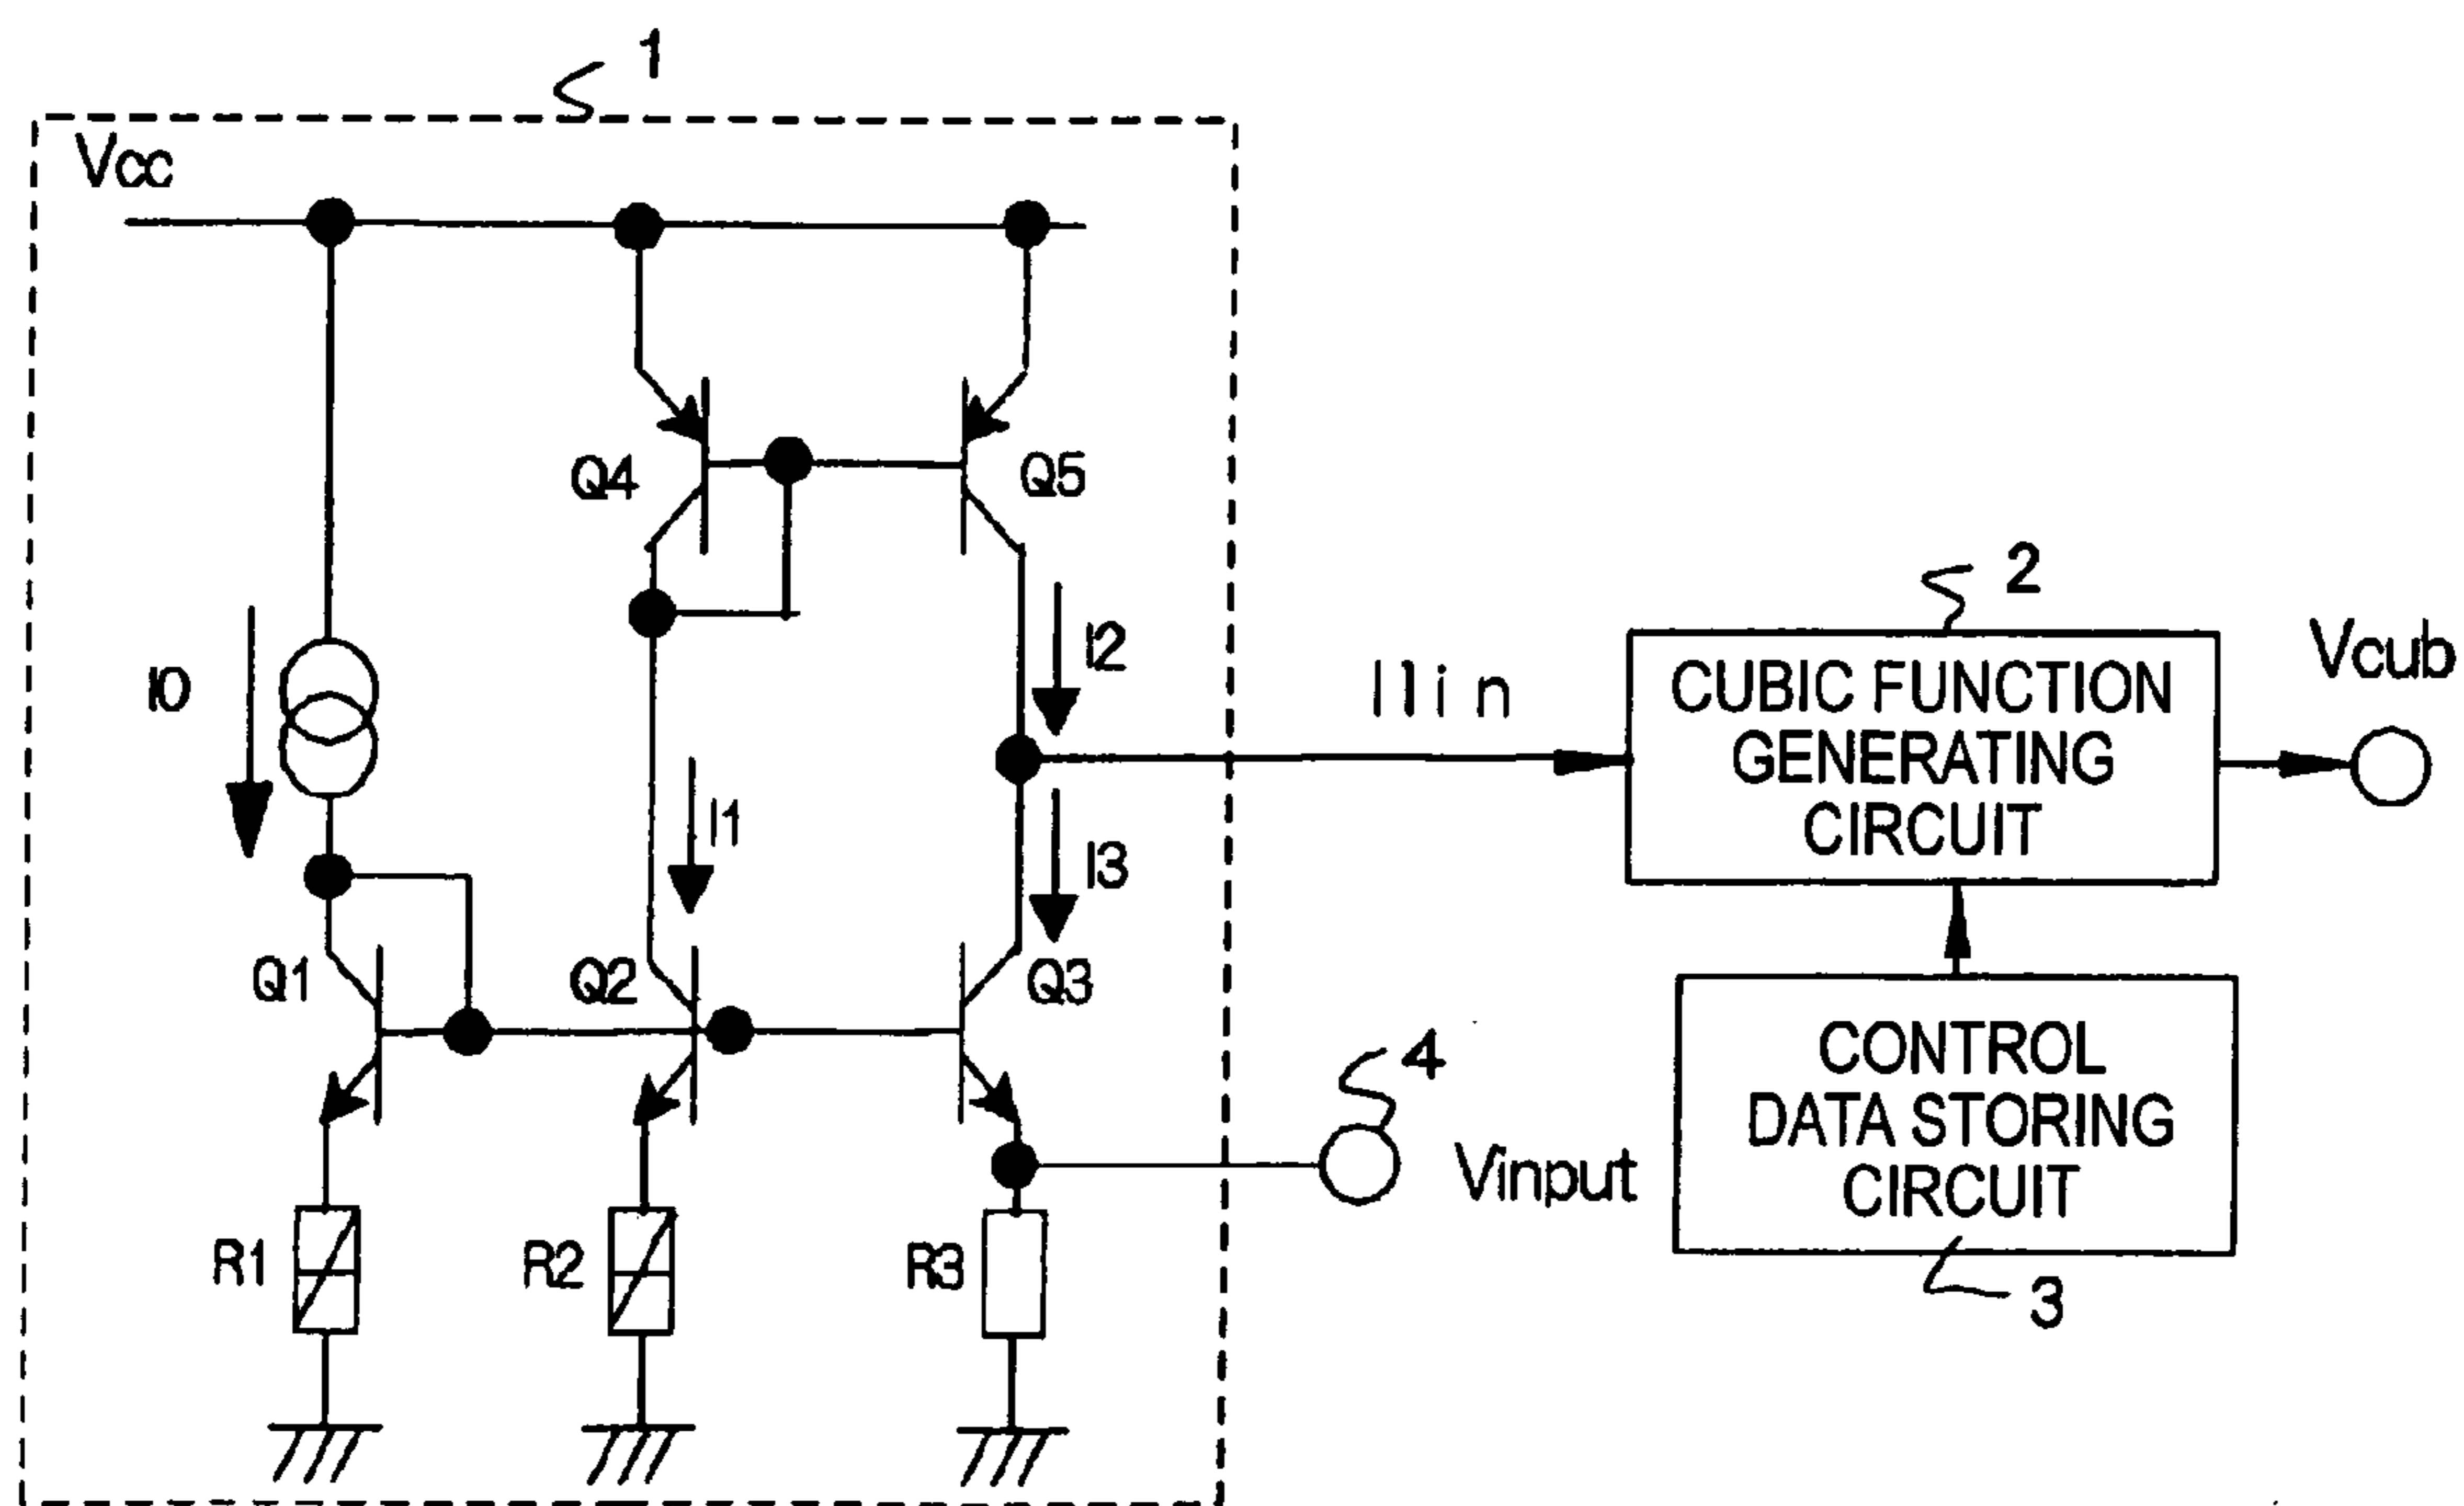 1
Vcc
Q4
Q5
I0
I2
I1in
2
CUBIC FUNCTION
GENERATING
CIRCUIT
Vcub
I1
I3
Q1
Q2
Q3
4
Vinput
CONTROL
DATA STORING
CIRCUIT
R1
R2
R3
3